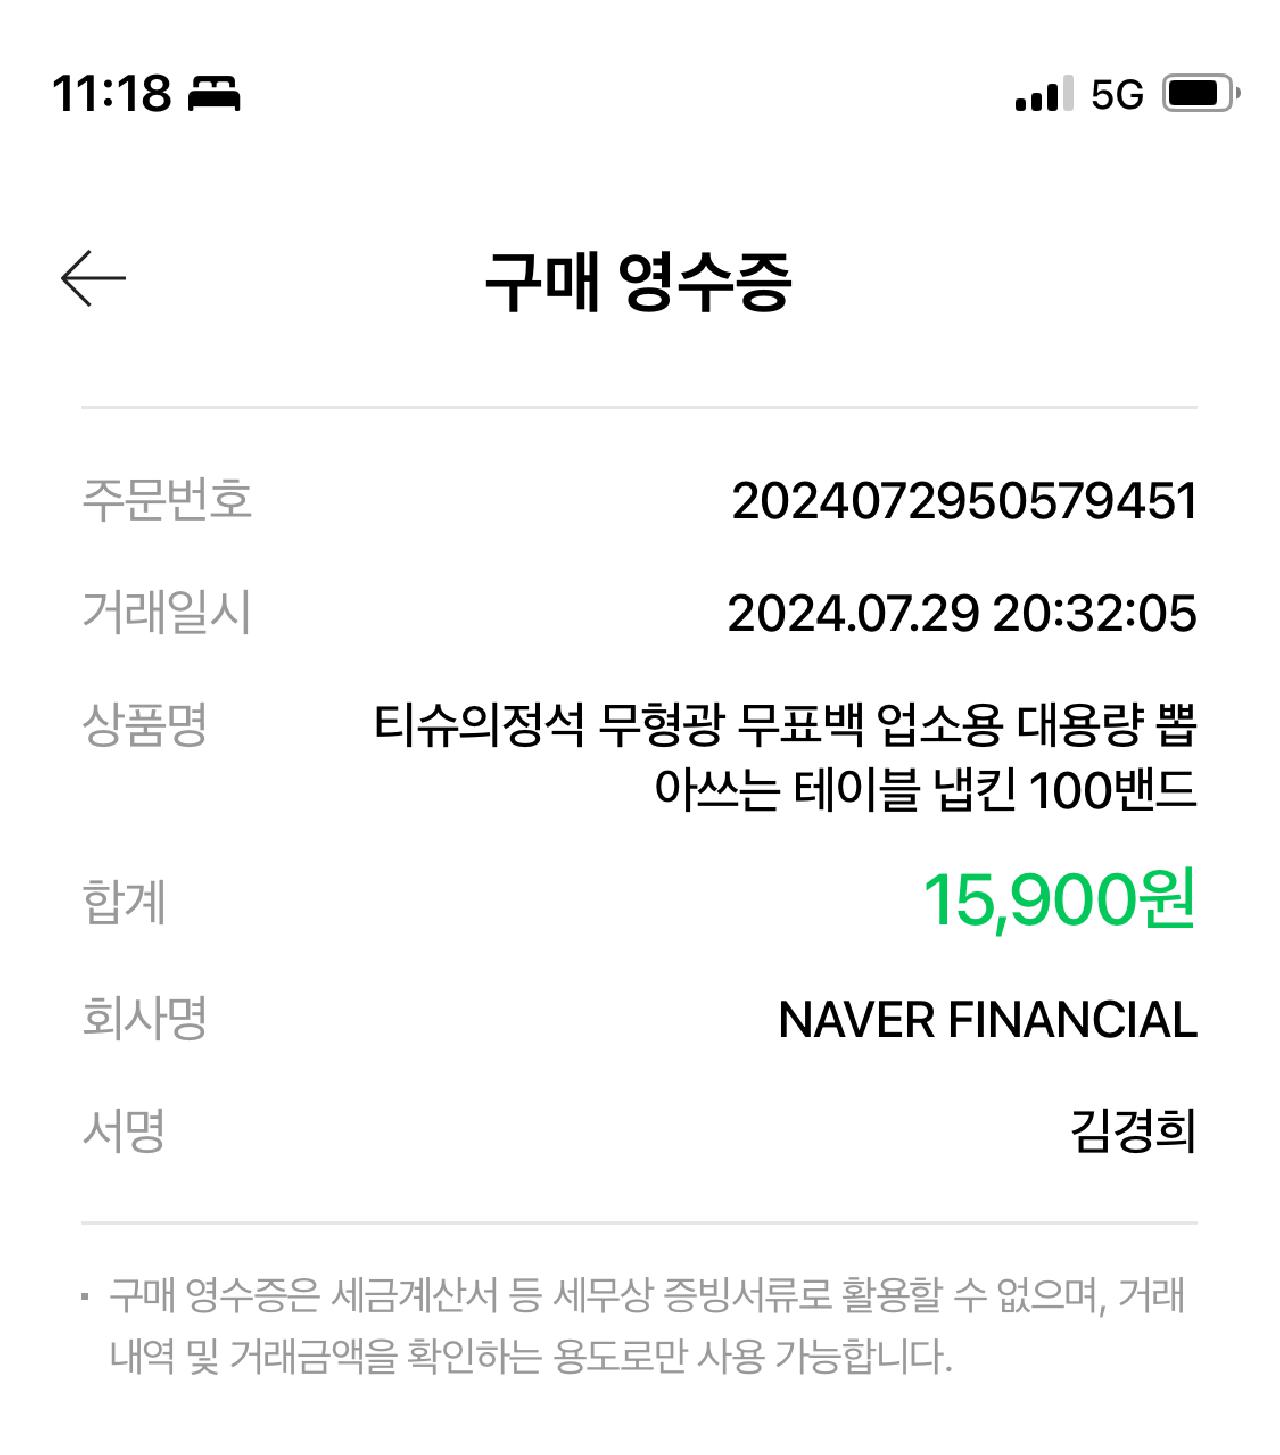 11:18
5G
구매 영수증
주문번호 2024072950579451
거래일시 2024.07.29 20:32:05
상품명 티슈의정석 무형광 무표백 업소용 대용량 뽑
아쓰는 테이블 냅킨 100밴드
합계 15,900원
회사명 NAVER FINANCIAL
서명 김경희
▪ 구매 영수증은 세금계산서 등 세무상 증빙서류로 활용할 수 없으며, 거래
내역 및 거래금액을 확인하는 용도로만 사용 가능합니다.